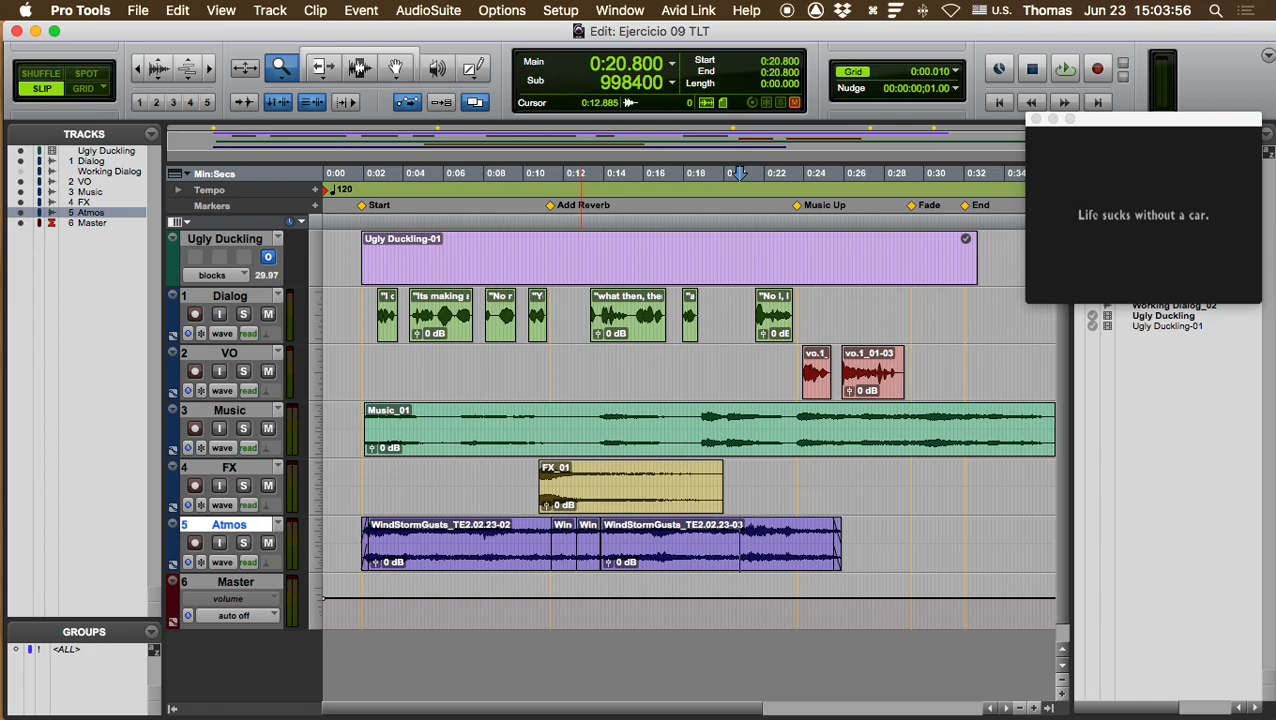 Pro Tools File Edit View Track Clip Event AudioSuite Options Setup Window Avid Link Help U.S. Thomas Jun 23 15:03:56
Edit: Ejercicio 09 TLT
SHUFFLE SPOT
SLIP GRID
1 2 3 4 5
Main 0:20.800
Sub 998400
Start 0:20.800
End 0:20.800
Length 0:00.000
Cursor 0:12.885 0
Grid 0:00.010
Nudge 00:00:00;01.00
TRACKS
Ugly Duckling
1 Dialog
Working Dialog
2 VO
3 Music
4 FX
5 Atmos
6 Master
GROUPS
! <ALL>
Min:Secs 0:00 0:02 0:04 0:06 0:08 0:10 0:12 0:14 0:16 0:18 0:22 0:24 0:26 0:28 0:30 0:32 0:34
Tempo 120
Markers Start Add Reverb Music Up Fade End
Ugly Duckling
blocks 29.97
Ugly Duckling-01
1 Dialog
I S M
wave read
"Its making a "No r "Y "what then, the "a "No I, I
0 dB 0 dB
2 VO
I S M
wave read
vo.1_ vo.1_01-03
0 dB
3 Music
I S M
wave read
Music_01
0 dB
4 FX
I S M
wave read
FX_01
0 dB
5 Atmos
I S M
wave read
WindStormGusts_TE2.02.23-02 Win Win WindStormGusts_TE2.02.23-03
0 dB 0 dB
6 Master
volume
auto off
Life sucks without a car.
Working Dialog_02
Ugly Duckling
Ugly Duckling-01